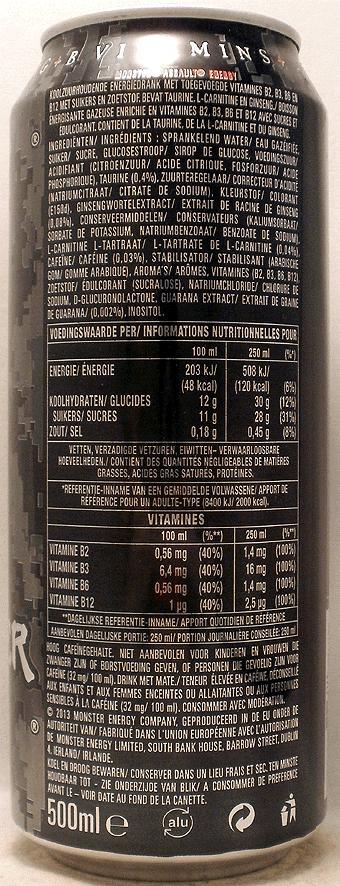 C • B VITAMINS •
MONSTER ASSAULT® ENERGY
KOOLZUURHOUDENDE ENERGIEDRANK MET TOEGEVOEGDE VITAMINES B2, B3, B6 EN
B12 MET SUIKERS EN ZOETSTOF. BEVAT TAURINE, L-CARNITINE EN GINSENG./ BOISSON
ÉNERGISANTE GAZEUSE ENRICHIE EN VITAMINES B2, B3, B6 ET B12 AVEC SUCRES ET
ÉDULCORANT. CONTIENT DE LA TAURINE, DE LA L-CARNITINE ET DU GINSENG.
INGREDIËNTEN/ INGRÉDIENTS : SPRANKELEND WATER/ EAU GAZÉIFIÉE,
SUIKER/ SUCRE, GLUCOSESTROOP/ SIROP DE GLUCOSE, VOEDINGSZUUR/
ACIDIFIANT (CITROENZUUR/ ACIDE CITRIQUE, FOSFORZUUR/ ACIDE
PHOSPHORIQUE), TAURINE (0,4%), ZUURTEREGELAAR/ CORRECTEUR D'ACIDITÉ
(NATRIUMCITRAAT/ CITRATE DE SODIUM), KLEURSTOF/ COLORANT
(E150d), GINSENGWORTELEXTRACT/ EXTRAIT DE RACINE DE GINSENG
(0,08%), CONSERVEERMIDDELEN/ CONSERVATEURS (KALIUMSORBAAT/
SORBATE DE POTASSIUM, NATRIUMBENZOAAT/ BENZOATE DE SODIUM),
L-CARNITINE L-TARTRAAT/ L-TARTRATE DE L-CARNITINE (0,04%),
CAFEÏNE/ CAFÉINE (0,03%), STABILISATOR/ STABILISANT (ARABISCHE
GOM/ GOMME ARABIQUE), AROMA'S/ ARÔMES, VITAMINES (B2, B3, B6, B12),
ZOETSTOF/ ÉDULCORANT (SUCRALOSE), NATRIUMCHLORIDE/ CHLORURE DE
SODIUM, D-GLUCURONOLACTONE, GUARANA EXTRACT/ EXTRAIT DE GRAINE
DE GUARANA/ (0,002%), INOSITOL.
VOEDINGSWAARDE PER/ INFORMATIONS NUTRITIONNELLES POUR
100 ml 250 ml (%*)
ENERGIE/ ÉNERGIE 203 kJ/ 508 kJ/
(48 kcal) (120 kcal) (6%)
KOOLHYDRATEN/ GLUCIDES 12 g 30 g (12%)
SUIKERS/ SUCRES 11 g 28 g (31%)
ZOUT/ SEL 0,18 g 0,45 g (8%)
VETTEN, VERZADIGDE VETZUREN, EIWITTEN– VERWAARLOOSBARE
HOEVEELHEDEN./ CONTIENT DES QUANTITÉS NÉGLIGEABLES DE MATIÈRES
GRASSES, ACIDES GRAS SATURÉS, PROTÉINES.
*REFERENTIE-INNAME VAN EEN GEMIDDELDE VOLWASSENE/ APPORT DE
RÉFÉRENCE POUR UN ADULTE-TYPE (8400 kJ/ 2000 kcal).
VITAMINES
100 ml (%**) 250 ml (%**)
VITAMINE B2 0,56 mg (40%) 1,4 mg (100%)
VITAMINE B3 6,4 mg (40%) 16 mg (100%)
VITAMINE B6 0,56 mg (40%) 1,4 mg (100%)
VITAMINE B12 1 µg (40%) 2,5 µg (100%)
**DAGELIJKSE REFERENTIE-INNAME/ APPORT QUOTIDIEN DE RÉFÉRENCE
AANBEVOLEN DAGELIJKSE PORTIE: 250 ml/ PORTION JOURNALIÈRE CONSEILLÉE: 250 ml
HOOG CAFEÏNEGEHALTE. NIET AANBEVOLEN VOOR KINDEREN EN VROUWEN DIE
ZWANGER ZIJN OF BORSTVOEDING GEVEN, OF PERSONEN DIE GEVOELIG ZIJN VOOR
CAFEÏNE (32 mg/ 100 ml). DRINK MET MATE./ TENEUR ÉLEVÉE EN CAFÉINE. DÉCONSEILLÉ
AUX ENFANTS ET AUX FEMMES ENCEINTES OU ALLAITANTES OU AUX PERSONNES
SENSIBLES À LA CAFÉINE (32 mg/ 100 ml). CONSOMMER AVEC MODÉRATION.
© 2013 MONSTER ENERGY COMPANY, GEPRODUCEERD IN DE EU ONDER DE
AUTORITEIT VAN/ FABRIQUÉ DANS L'UNION EUROPÉENNE AVEC L'AUTORISATION
DE MONSTER ENERGY LIMITED, SOUTH BANK HOUSE, BARROW STREET, DUBLIN
4, IERLAND/ IRLANDE.
KOEL EN DROOG BEWAREN/ CONSERVER DANS UN LIEU FRAIS ET SEC. TEN MINSTE
HOUDBAAR TOT - ZIE ONDERZIJDE VAN BLIK/ À CONSOMMER DE PRÉFÉRENCE
AVANT LE – VOIR DATE AU FOND DE LA CANETTE.
500ml e alu